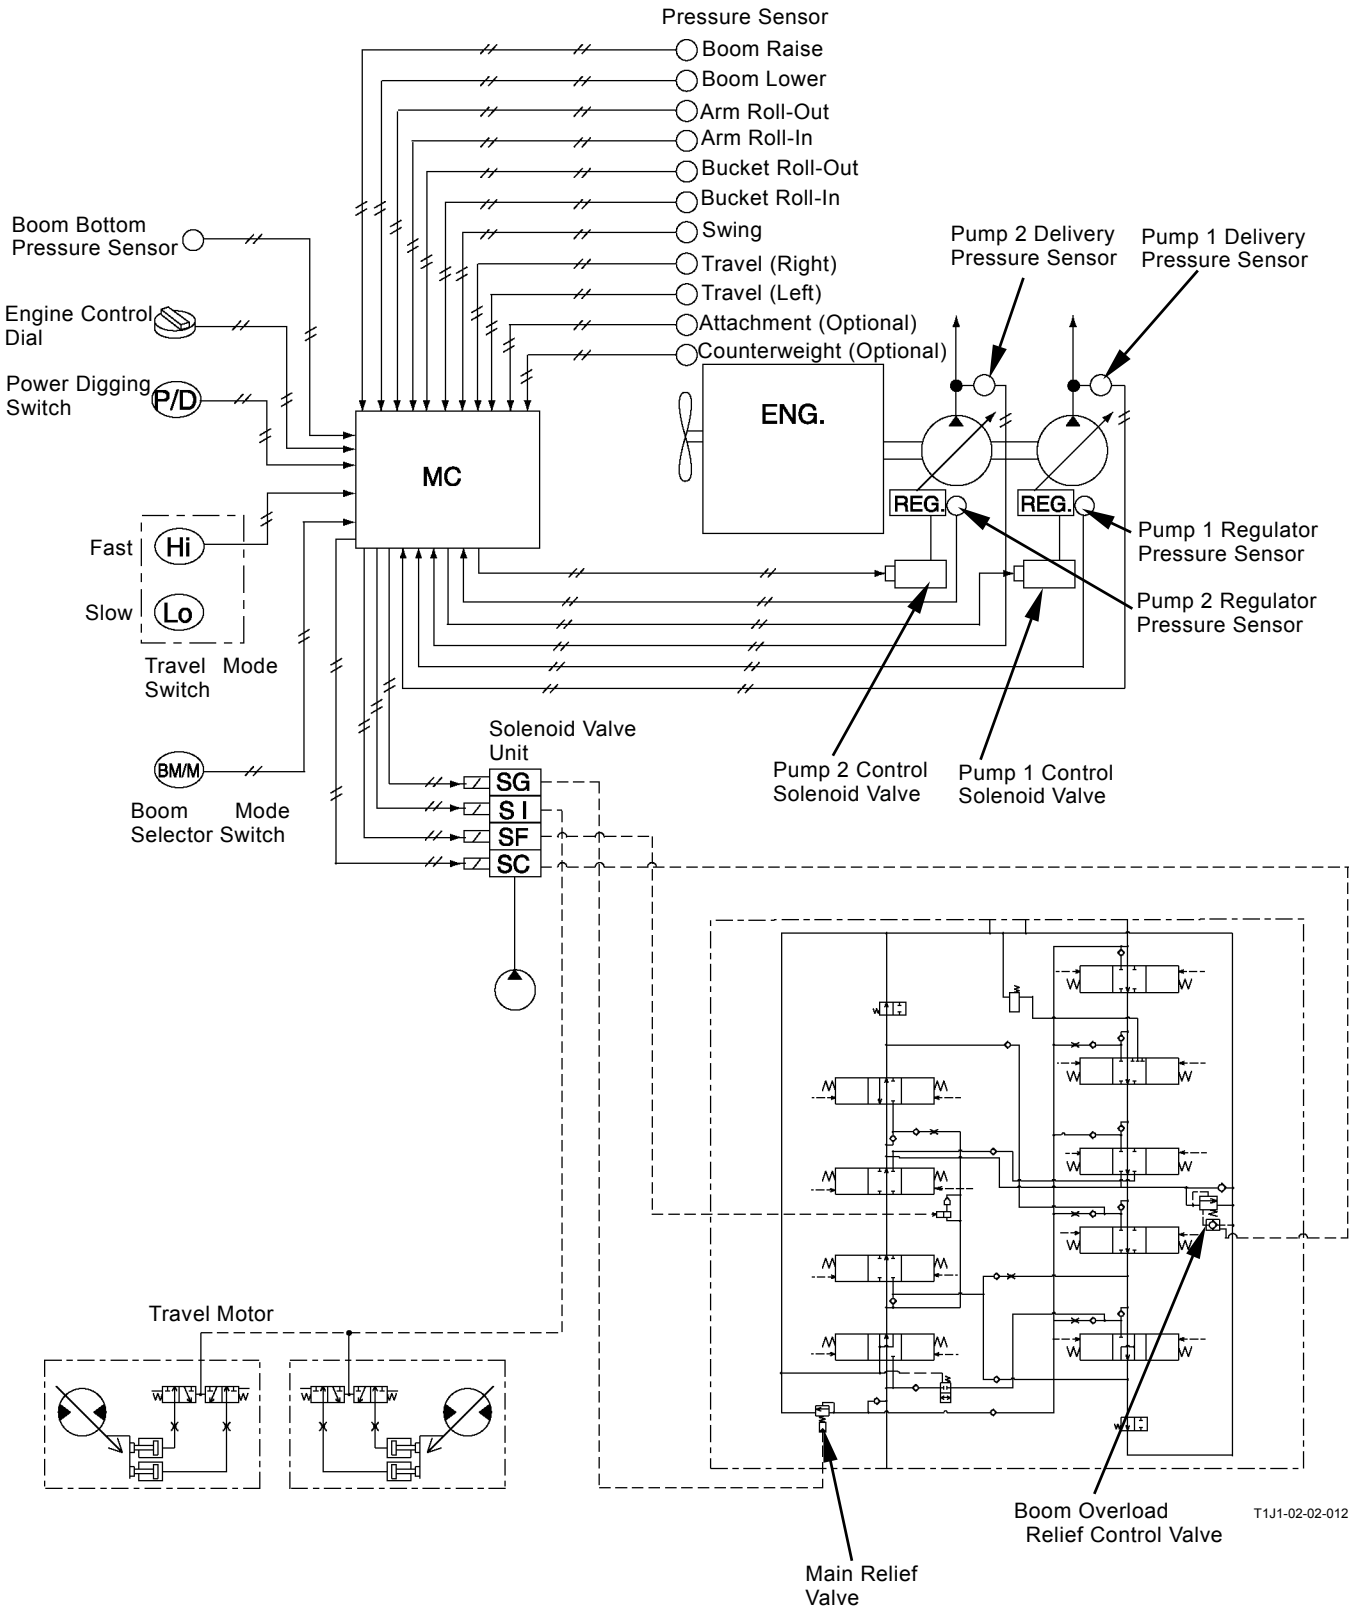 Pressure Sensor
Boom Raise
Boom Lower
Arm Roll-Out
Arm Roll-In
Bucket Roll-Out
Bucket Roll-In
Swing
Travel (Right)
Travel (Left)
Attachment (Optional)
Counterweight (Optional)
Boom Bottom
Pressure Sensor
Engine Control
Dial
Power Digging
Switch
P/D
Fast
Hi
Slow
Lo
Travel Mode
Switch
BM/M
Boom Mode
Selector Switch
MC
ENG.
Pump 2 Delivery
Pressure Sensor
Pump 1 Delivery
Pressure Sensor
REG.
REG.
Pump 1 Regulator
Pressure Sensor
Pump 2 Regulator
Pressure Sensor
Pump 2 Control
Solenoid Valve
Pump 1 Control
Solenoid Valve
Solenoid Valve
Unit
SG
SI
SF
SC
Travel Motor
Boom Overload
Relief Control Valve
T1J1-02-02-012
Main Relief
Valve